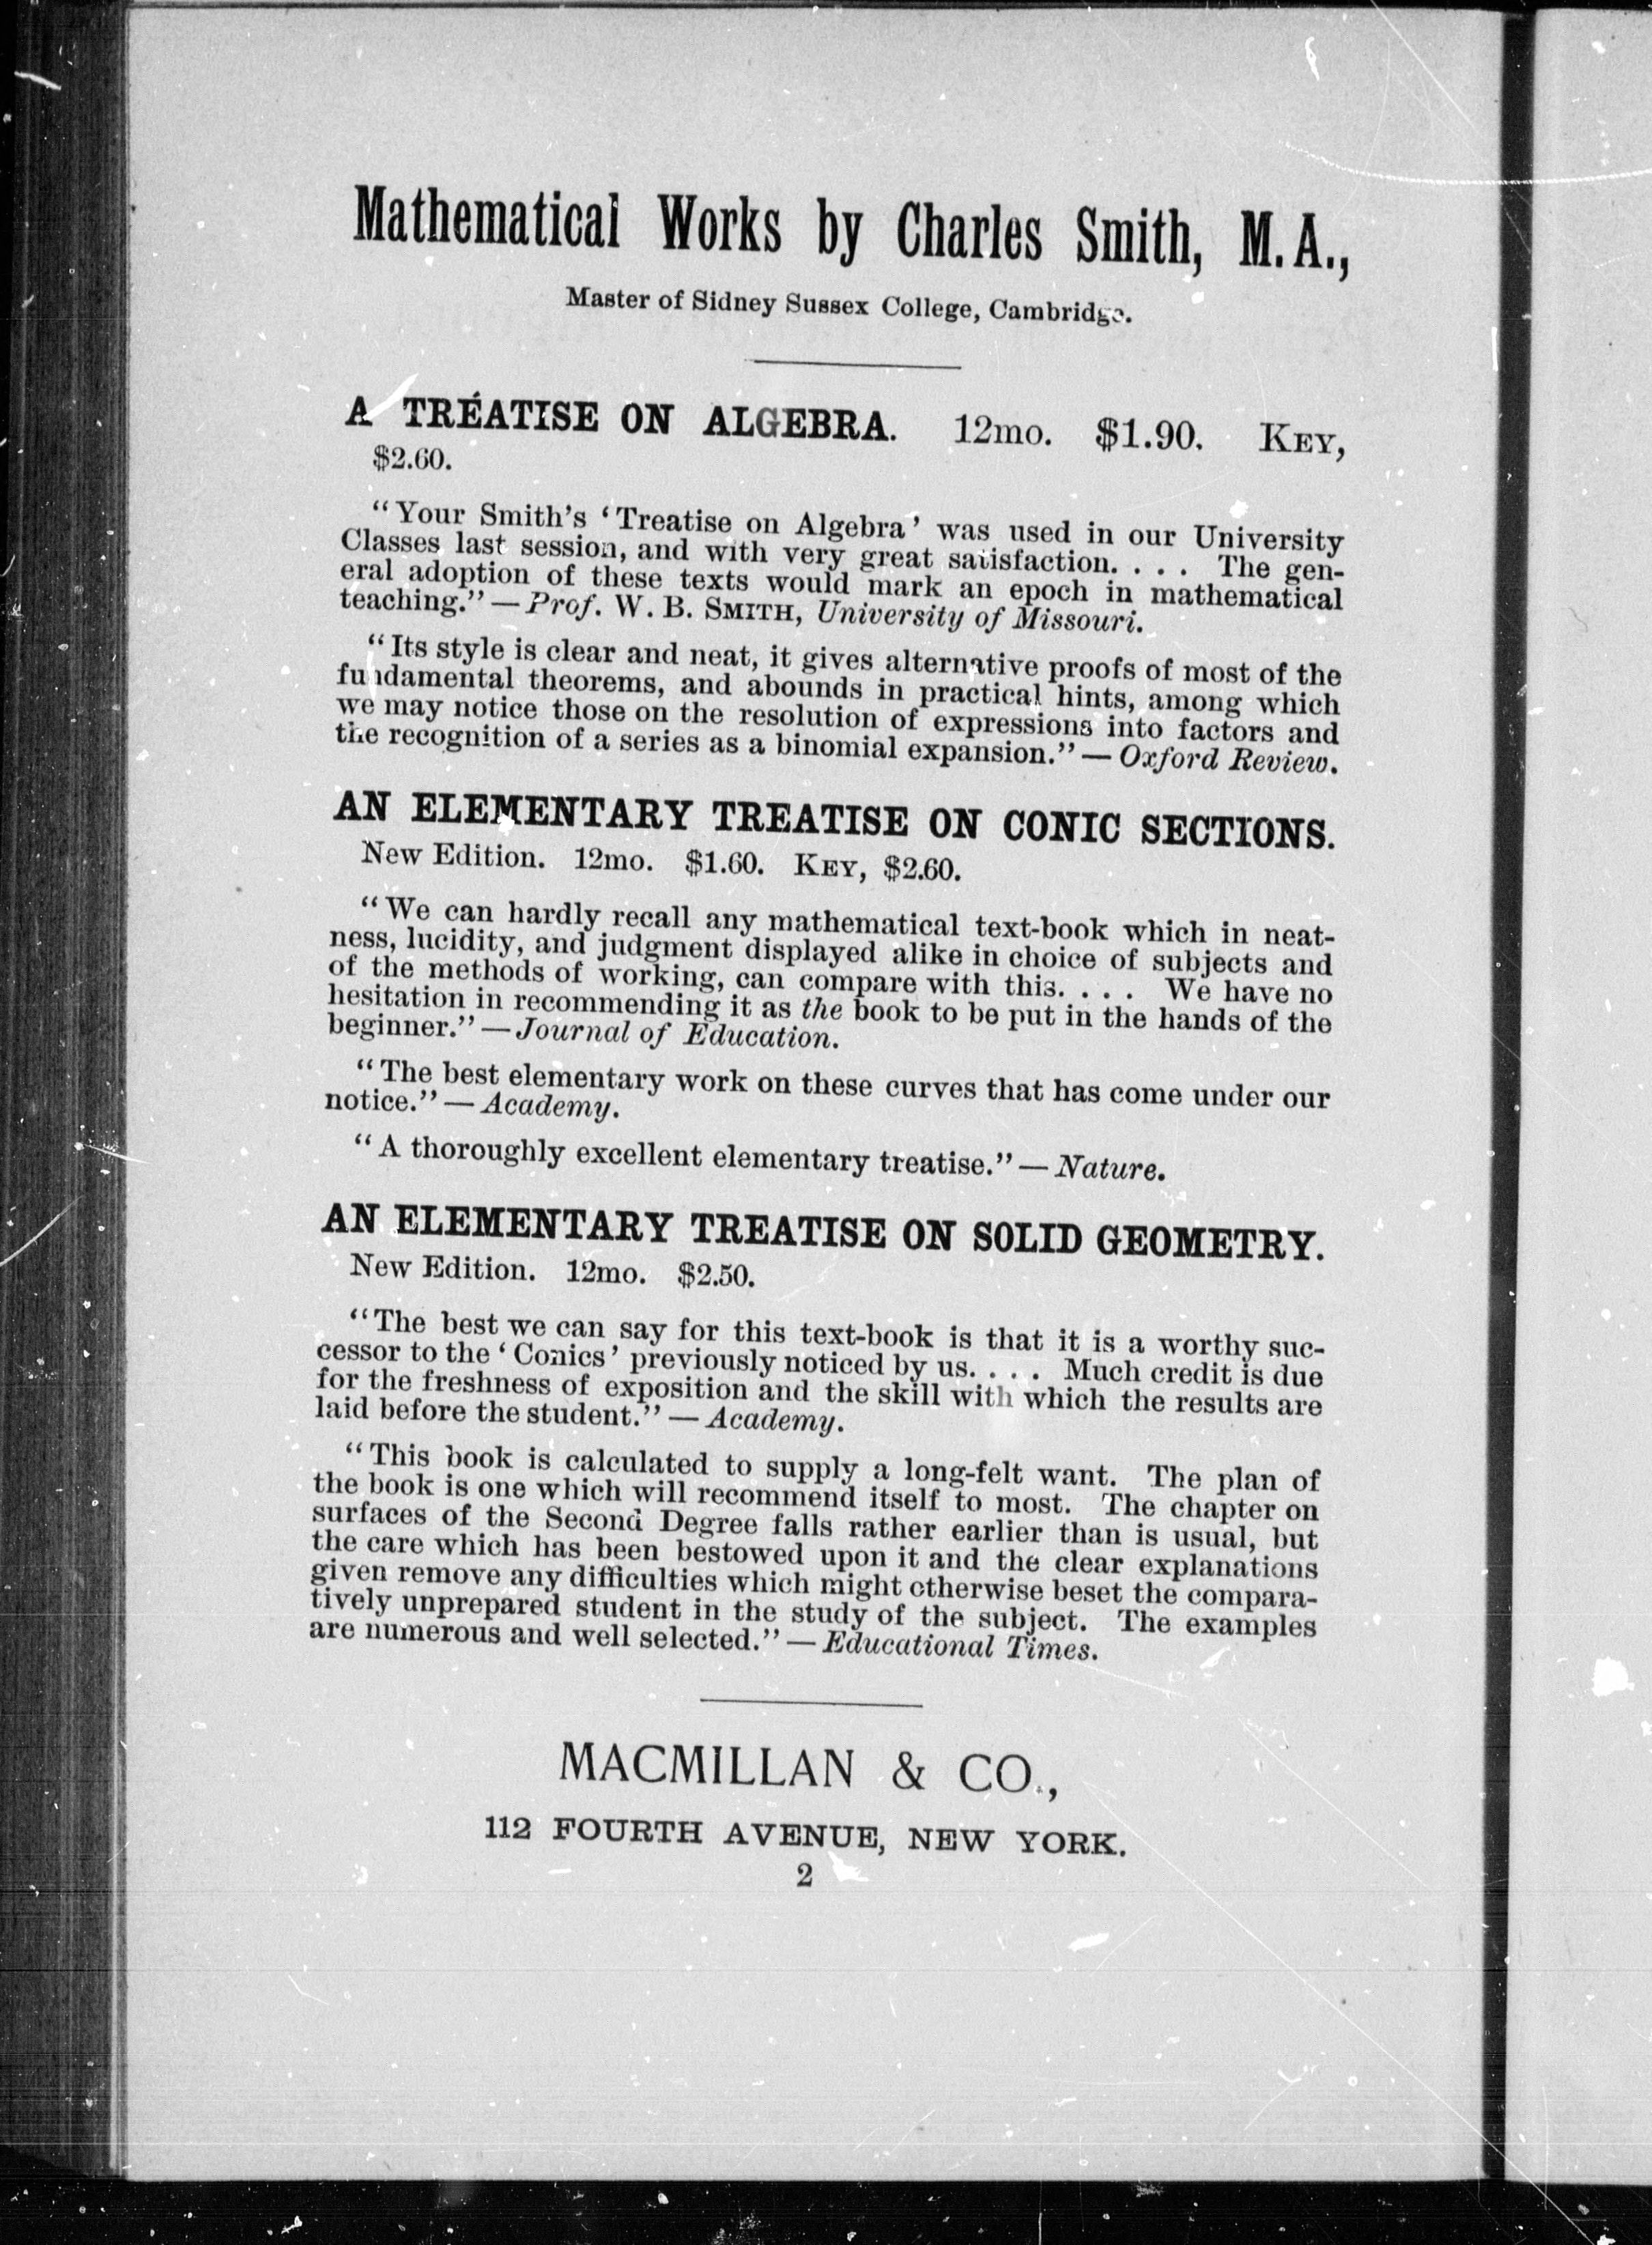 Mathematical Works by Charles Smith, M.A.,
Master of Sidney Sussex College, Cambridge.
A TREATISE ON ALGEBRA. 12mo. $1.90. KEY,
$2.60.
“Your Smith’s ‘Treatise on Algebra’ was used in our University
Classes last session, and with very great satisfaction. . . . The gen-
eral adoption of these texts would mark an epoch in mathematical
teaching.” — Prof. W. B. SMITH, University of Missouri.
“Its style is clear and neat, it gives alternative proofs of most of the
fundamental theorems, and abounds in practical hints, among which
we may notice those on the resolution of expressions into factors and
the recognition of a series as a binomial expansion.” — Oxford Review.
AN ELEMENTARY TREATISE ON CONIC SECTIONS.
New Edition. 12mo. $1.60. KEY, $2.60.
“We can hardly recall any mathematical text-book which in neat-
ness, lucidity, and judgment displayed alike in choice of subjects and
of the methods of working, can compare with this. . . . We have no
hesitation in recommending it as the book to be put in the hands of the
beginner.” — Journal of Education.
“The best elementary work on these curves that has come under our
notice.” — Academy.
“A thoroughly excellent elementary treatise.” — Nature.
AN ELEMENTARY TREATISE ON SOLID GEOMETRY.
New Edition. 12mo. $2.50.
“The best we can say for this text-book is that it is a worthy suc-
cessor to the ‘Conics’ previously noticed by us. . . . Much credit is due
for the freshness of exposition and the skill with which the results are
laid before the student.” — Academy.
“This book is calculated to supply a long-felt want. The plan of
the book is one which will recommend itself to most. The chapter on
surfaces of the Second Degree falls rather earlier than is usual, but
the care which has been bestowed upon it and the clear explanations
given remove any difficulties which might otherwise beset the compara-
tively unprepared student in the study of the subject. The examples
are numerous and well selected.” — Educational Times.
MACMILLAN & CO.,
112 FOURTH AVENUE, NEW YORK.
2